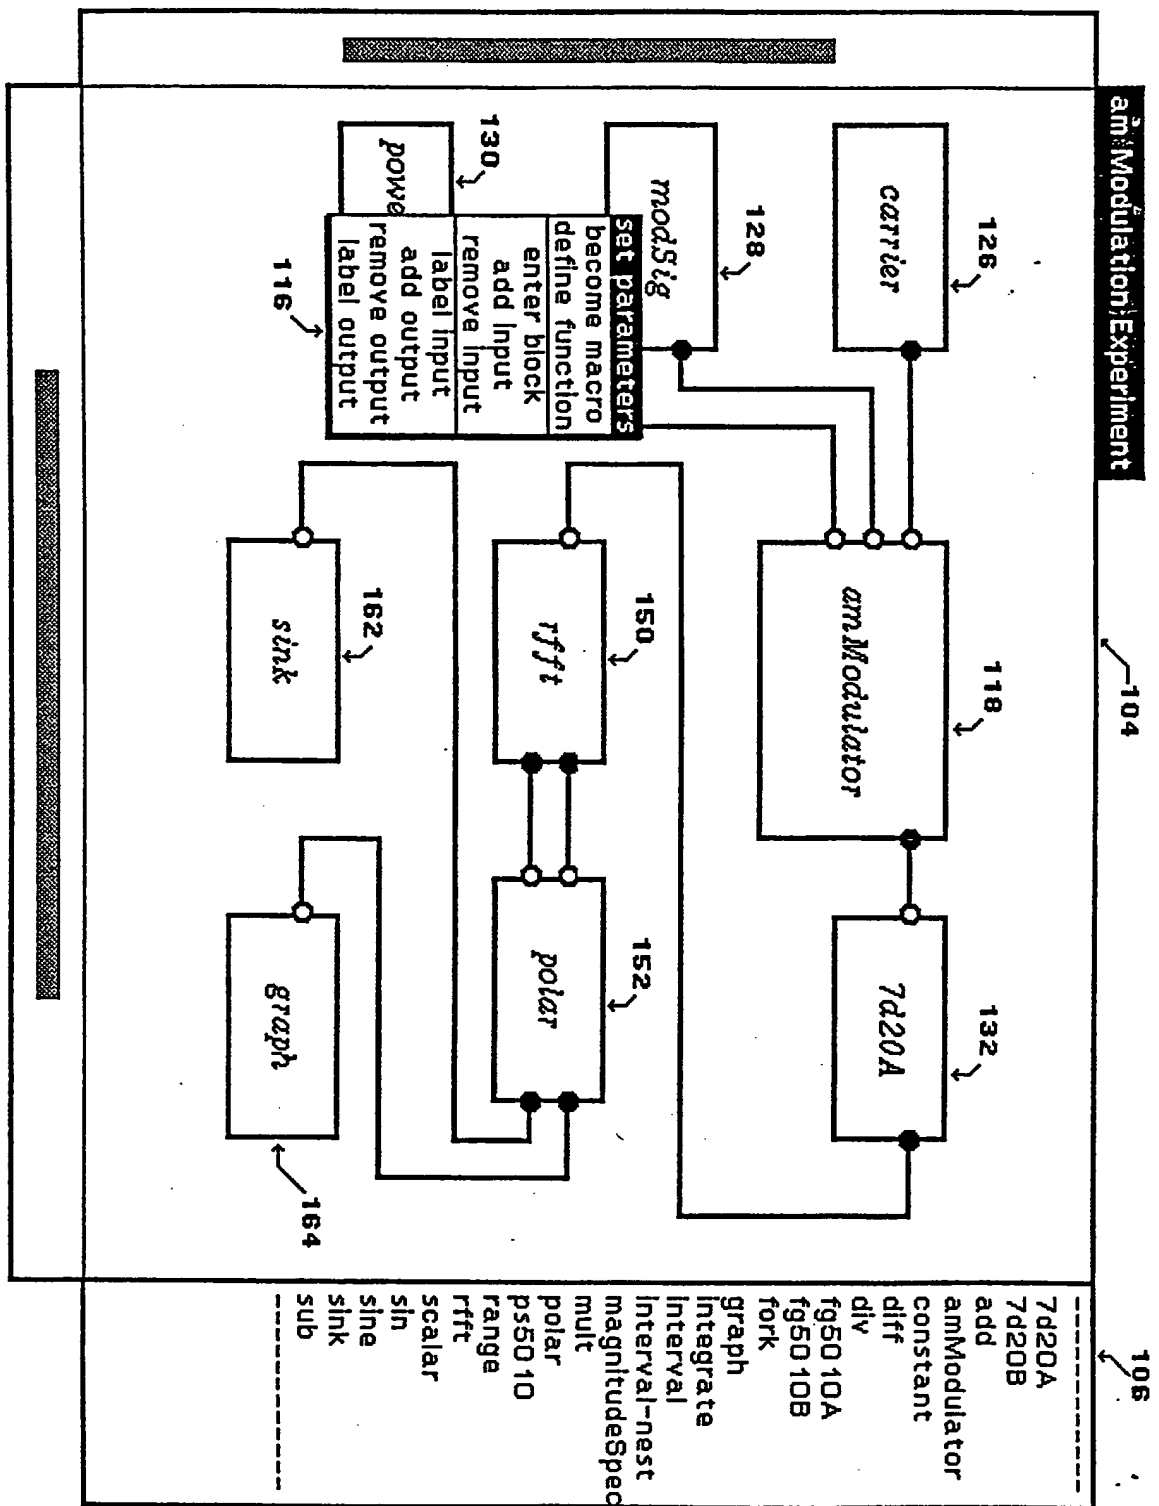 am Modulation Experiment
104
106
126
carrier
118
amModulator
132
7d20A
128
modSig
130
powe
set parameters
become macro
define function
enter block
add input
remove input
label input
add output
remove output
label output
116
150
rfft
152
polar
162
sink
164
graph
----------
7d20A
7d20B
add
amModulator
constant
diff
div
fg5010A
fg5010B
fork
graph
integrate
interval
interval-nest
magnitudeSpec
mult
polar
ps5010
range
rfft
scalar
sin
sine
sink
sub
----------